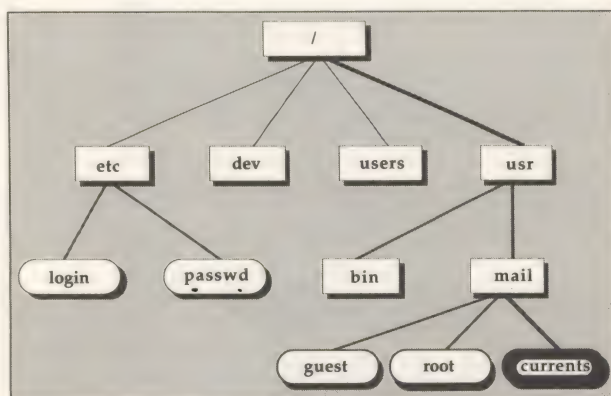 /
etc dev users usr
login passwd bin mail
guest root currents